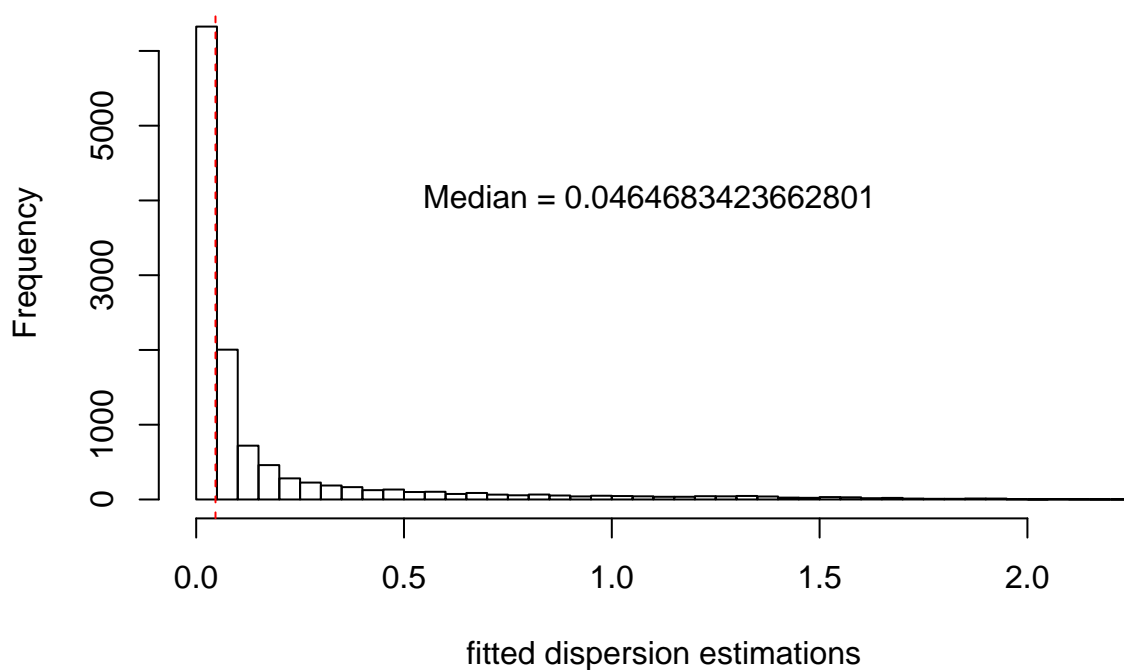 Frequency
5000
3000
1000
0
Median = 0.0464683423662801
0.0 0.5 1.0 1.5 2.0
fitted dispersion estimations